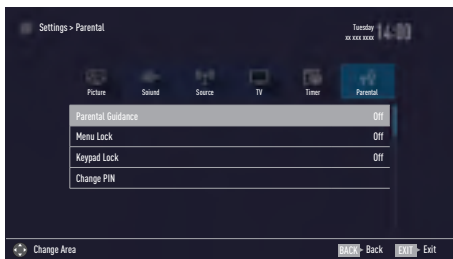 Settings > Parental
Tuesday
xx xxx xxxx
14:00
Picture Soiund Source TV Timer Parental
Parental Guidance Off
Menu Lock Off
Keypad Lock Off
Change PIN
Change Area BACK Back EXIT Exit